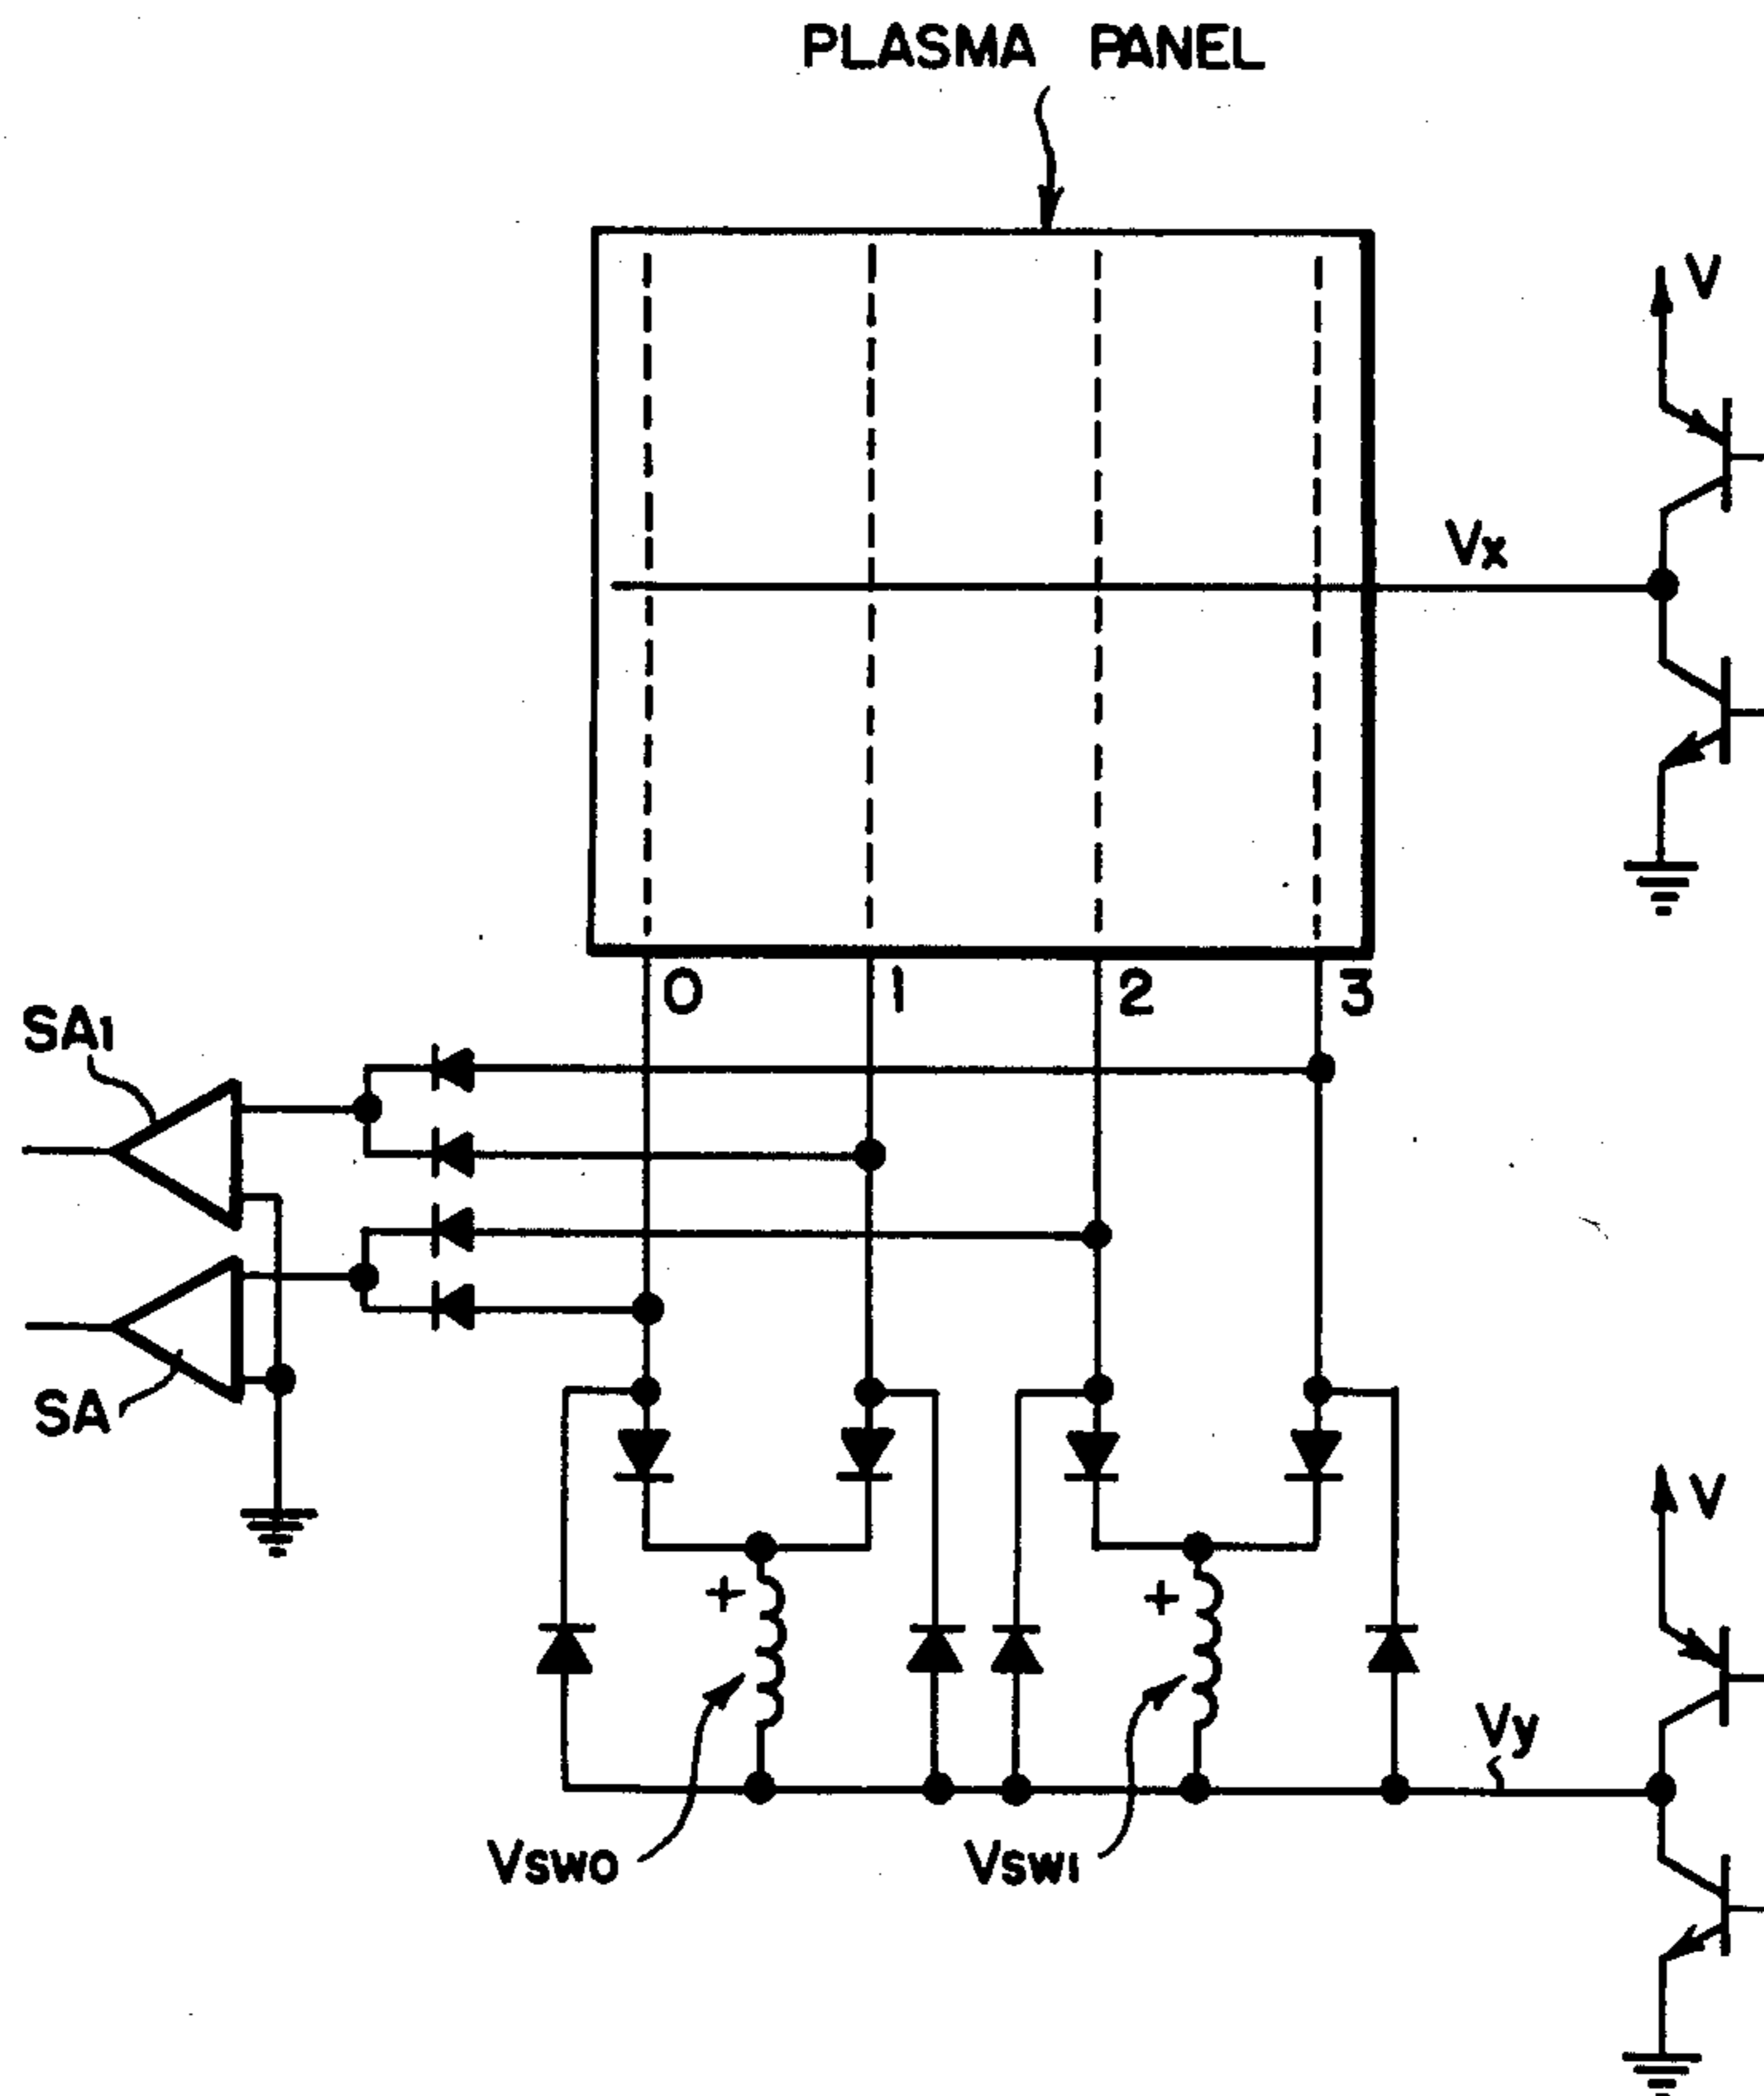 PLASMA PANEL
V
Vx
0 1 2 3
SA1
SA
+ +
V
Vy
VSW0 VSW1